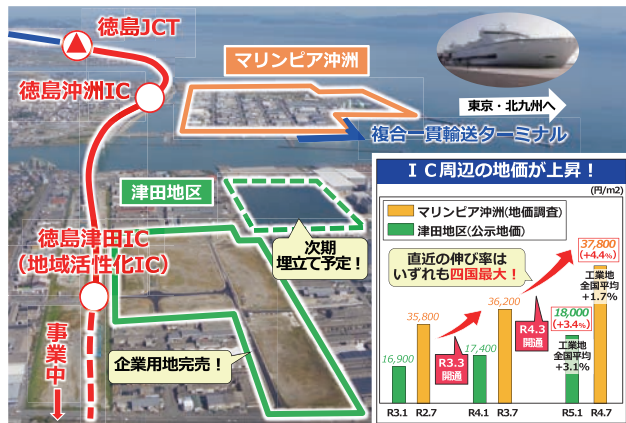 徳島JCT
マリンピア沖洲
徳島沖洲IC
東京・北九州へ
複合一貫輸送ターミナル
津田地区
徳島津田IC
(地域活性化IC)
次期
埋立て予定！
企業用地完売！
事業中
ＩＣ周辺の地価が上昇！
(円/m2)
マリンピア沖洲(地価調査)
津田地区(公示地価)
直近の伸び率は
いずれも四国最大！
37,800
(+4.4%)
工業地
全国平均
+1.7%
36,200
35,800
18,000
(+3.4%)
工業地
全国平均
+3.1%
17,400
16,900
R3.3
開通
R4.3
開通
R3.1 R2.7 R4.1 R3.7 R5.1 R4.7